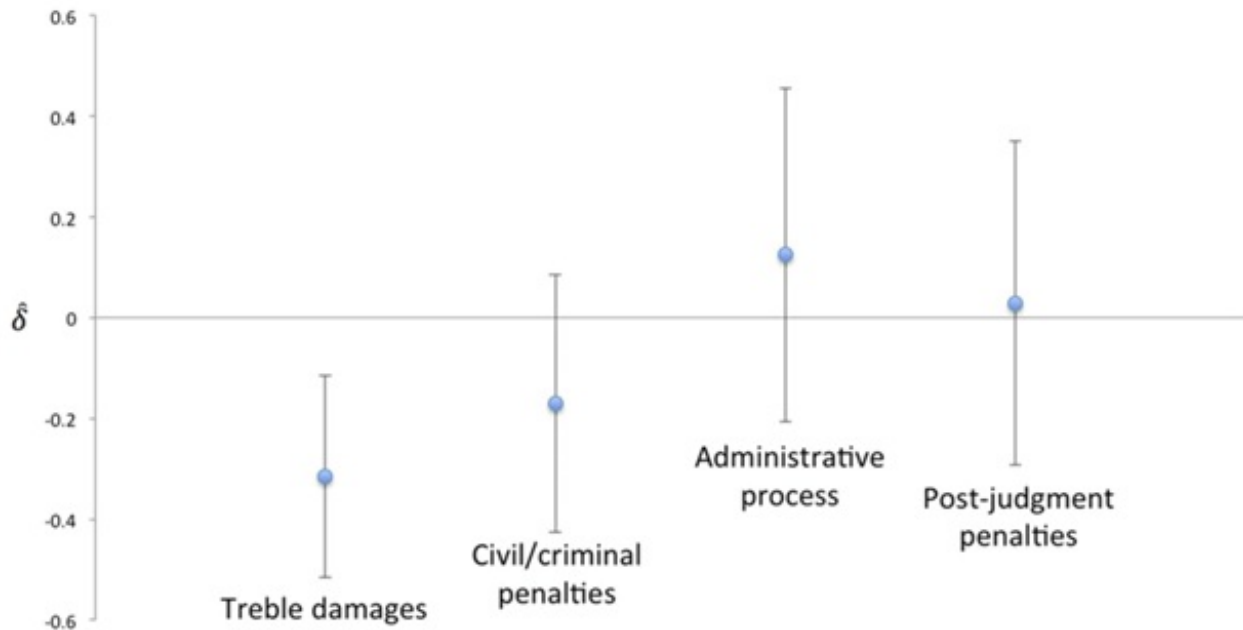 0.6
0.4
0.2
δ̂
0
-0.2
-0.4
-0.6
Treble damages
Civil/criminal
penalties
Administrative
process
Post-judgment
penalties